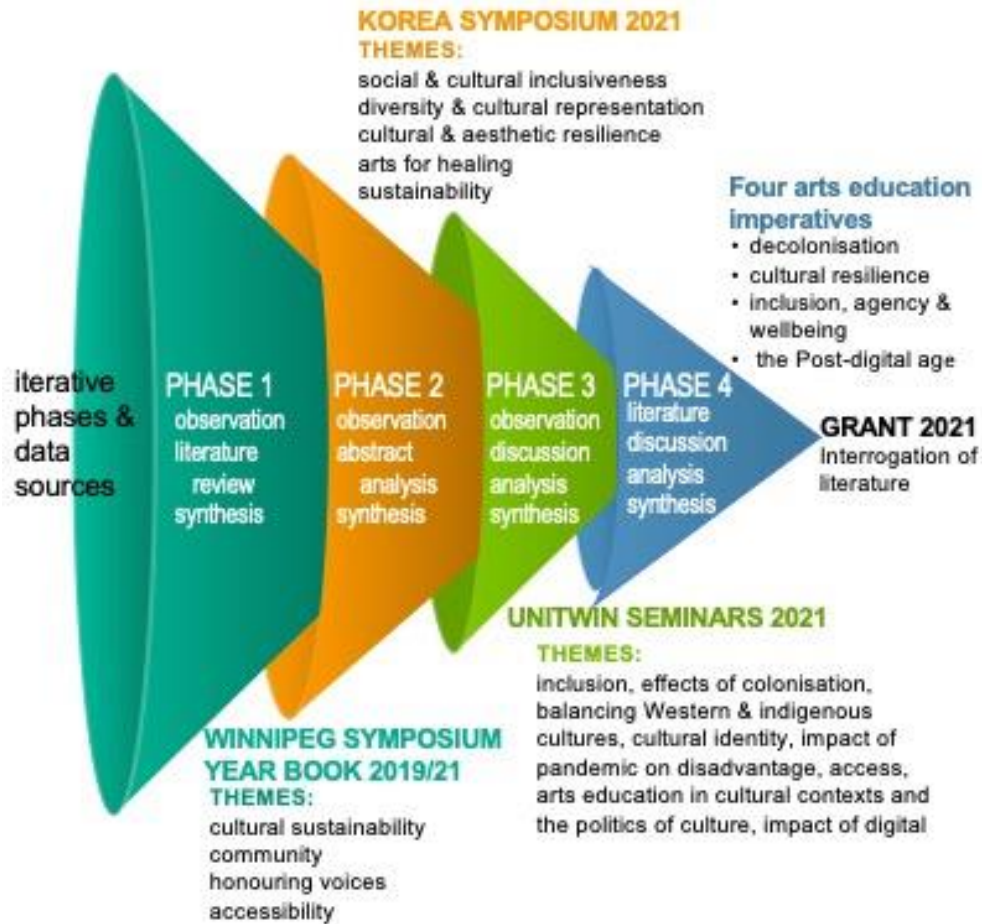 KOREA SYMPOSIUM 2021
THEMES:
social & cultural inclusiveness
diversity & cultural representation
cultural & aesthetic resilience
arts for healing
sustainability
Four arts education
imperatives
• decolonisation
• cultural resilience
• inclusion, agency &
wellbeing
• the Post-digital age
iterative
phases &
data
sources
PHASE 1
observation
literature
review
synthesis
PHASE 2
observation
abstract
analysis
synthesis
PHASE 3
observation
discussion
analysis
synthesis
PHASE 4
literature
discussion
analysis
synthesis
GRANT 2021
Interrogation of
literature
WINNIPEG SYMPOSIUM
YEAR BOOK 2019/21
THEMES:
cultural sustainability
community
honouring voices
accessibility
UNITWIN SEMINARS 2021
THEMES:
inclusion, effects of colonisation,
balancing Western & indigenous
cultures, cultural identity, impact of
pandemic on disadvantage, access,
arts education in cultural contexts and
the politics of culture, impact of digital